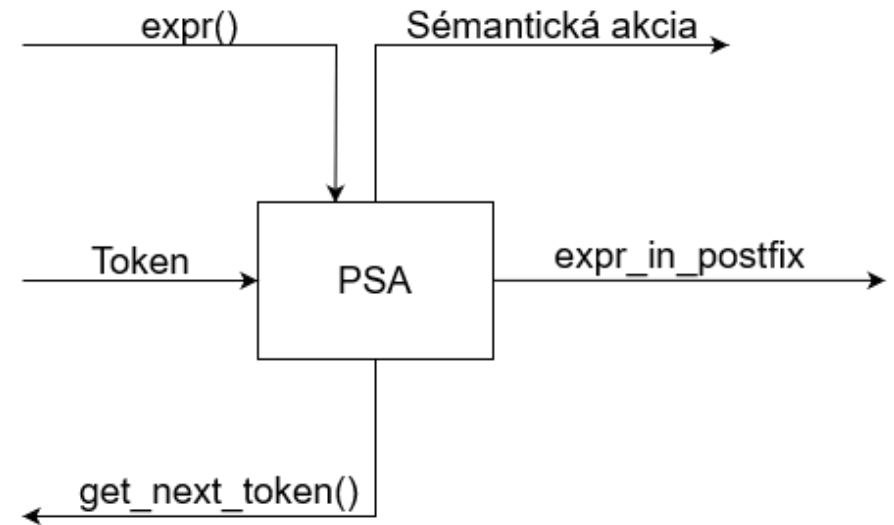 expr()
Sémantická akcia
Token
PSA
expr_in_postfix
get_next_token()